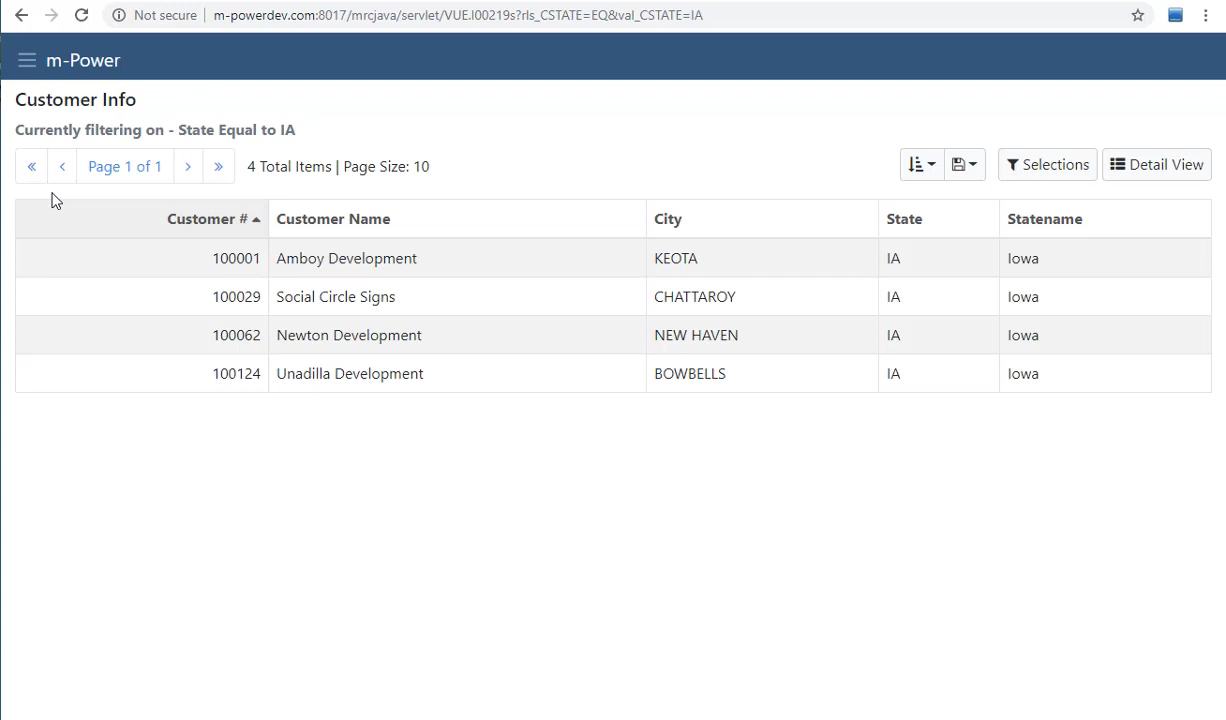 Not secure | m-powerdev.com:8017/mrcjava/servlet/VUE.I00219s?rls_CSTATE=EQ&val_CSTATE=IA
m-Power
Customer Info
Currently filtering on - State Equal to IA
« ‹ Page 1 of 1 › » 4 Total Items | Page Size: 10 Selections Detail View
Customer # Customer Name City State Statename
100001 Amboy Development KEOTA IA Iowa
100029 Social Circle Signs CHATTAROY IA Iowa
100062 Newton Development NEW HAVEN IA Iowa
100124 Unadilla Development BOWBELLS IA Iowa